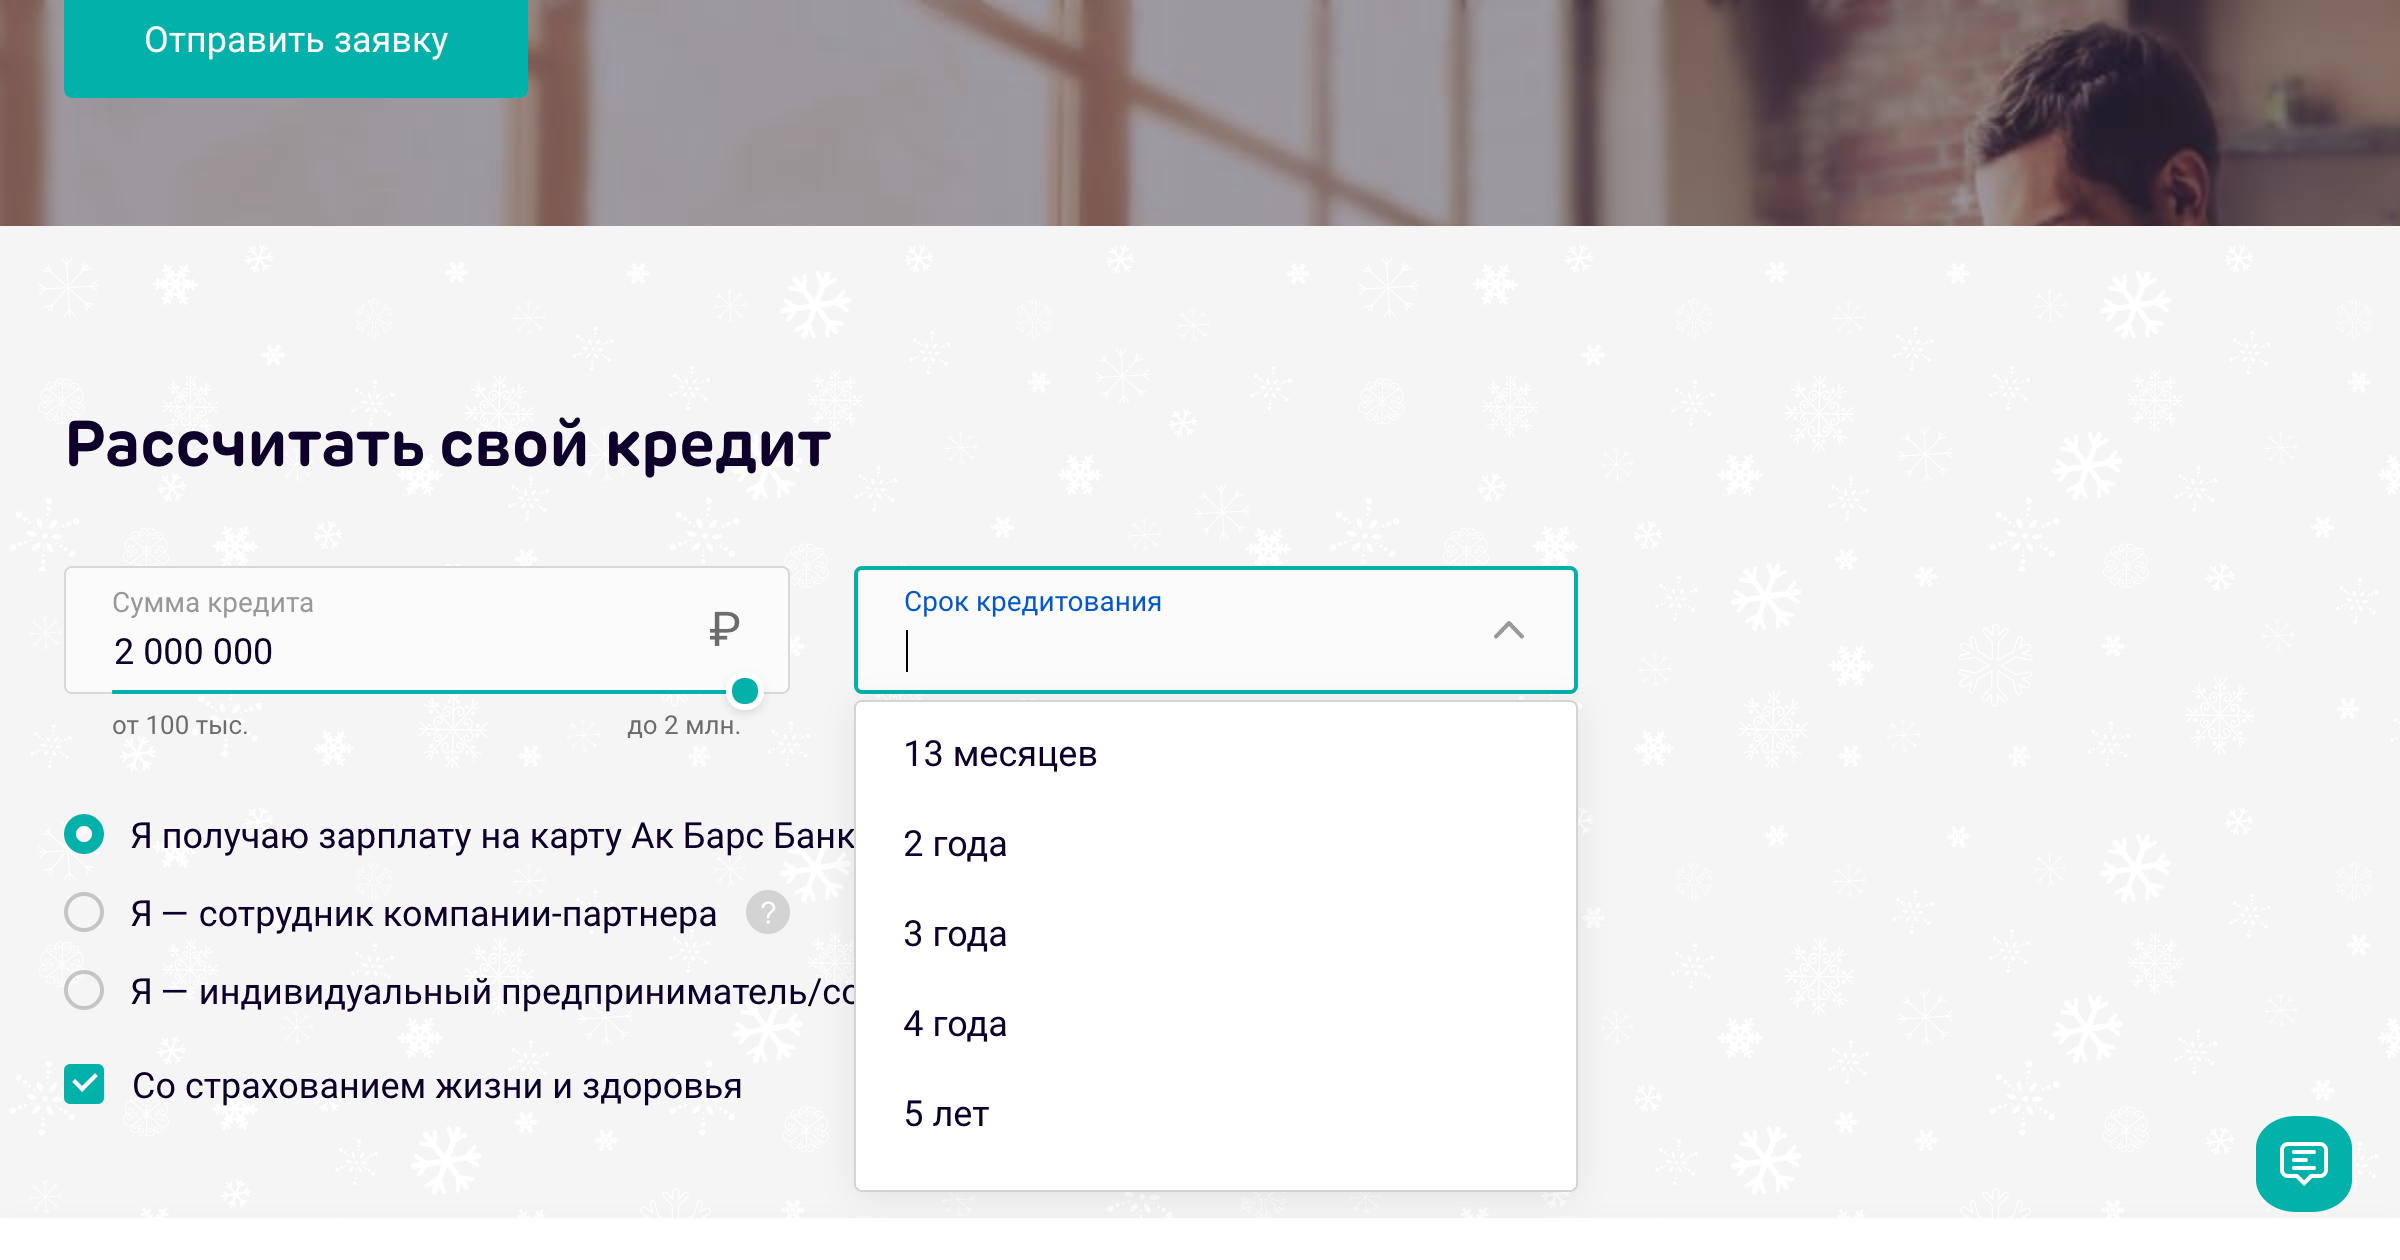 Отправить заявку
Рассчитать свой кредит
Сумма кредита
2 000 000 ₽
от 100 тыс. до 2 млн.
Срок кредитования
13 месяцев
2 года
3 года
4 года
5 лет
Я получаю зарплату на карту Ак Барс Банк
Я — сотрудник компании-партнера ?
Я — индивидуальный предприниматель/со
Со страхованием жизни и здоровья